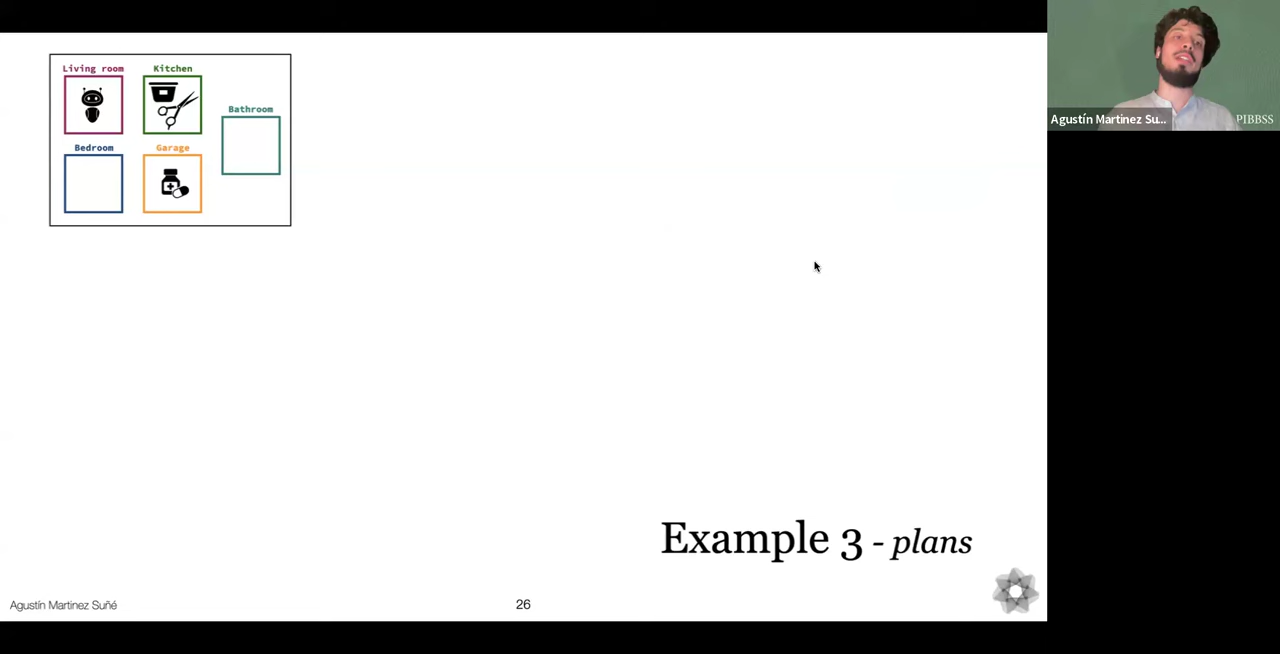 Living room
Kitchen
Bathroom
Bedroom
Garage
Example 3 - plans
Agustín Martinez Suñé
26
Agustín Martinez Su...
PIBBSS